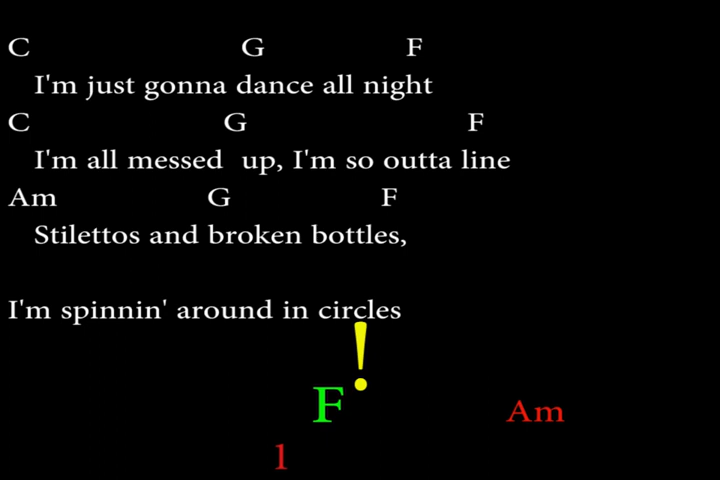 C G F
I'm just gonna dance all night
C G F
I'm all messed up, I'm so outta line
Am G F
Stilettos and broken bottles,
I'm spinnin' around in circles
!
F Am
1